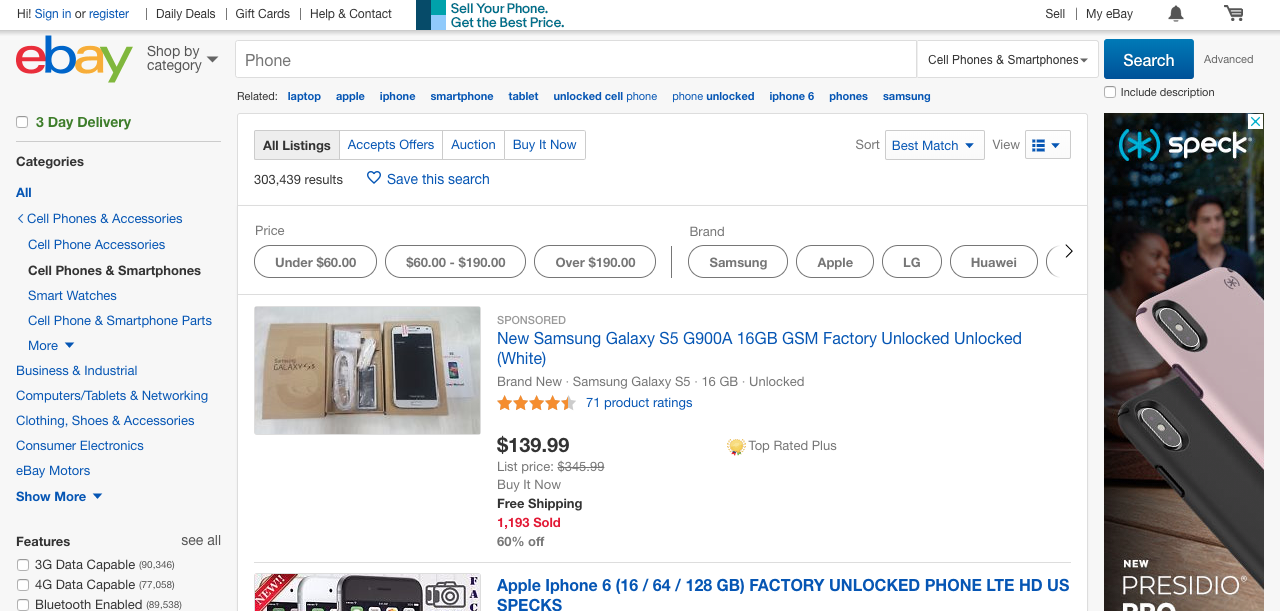 Hi! Sign in or register | Daily Deals | Gift Cards | Help & Contact
Sell Your Phone.
Get the Best Price.
Sell | My eBay
ebay
Shop by
category
Phone
Cell Phones & Smartphones
Search
Advanced
Include description
Related: laptop apple iphone smartphone tablet unlocked cell phone phone unlocked iphone 6 phones samsung
3 Day Delivery
Categories
All
Cell Phones & Accessories
Cell Phone Accessories
Cell Phones & Smartphones
Smart Watches
Cell Phone & Smartphone Parts
More
Business & Industrial
Computers/Tablets & Networking
Clothing, Shoes & Accessories
Consumer Electronics
eBay Motors
Show More
Features
see all
3G Data Capable (90,346)
4G Data Capable (77,058)
Bluetooth Enabled (89,538)
All Listings
Accepts Offers
Auction
Buy It Now
Sort
Best Match
View
303,439 results
Save this search
Price
Under $60.00
$60.00 - $190.00
Over $190.00
Brand
Samsung
Apple
LG
Huawei
Samsung
GALAXY S5
SPONSORED
New Samsung Galaxy S5 G900A 16GB GSM Factory Unlocked Unlocked
(White)
Brand New · Samsung Galaxy S5 · 16 GB · Unlocked
71 product ratings
$139.99
Top Rated Plus
List price: $345.99
Buy It Now
Free Shipping
1,193 Sold
60% off
NEW!!
F
A
C
Apple Iphone 6 (16 / 64 / 128 GB) FACTORY UNLOCKED PHONE LTE HD US
SPECKS
speck
NEW
PRESIDIO®
PRO